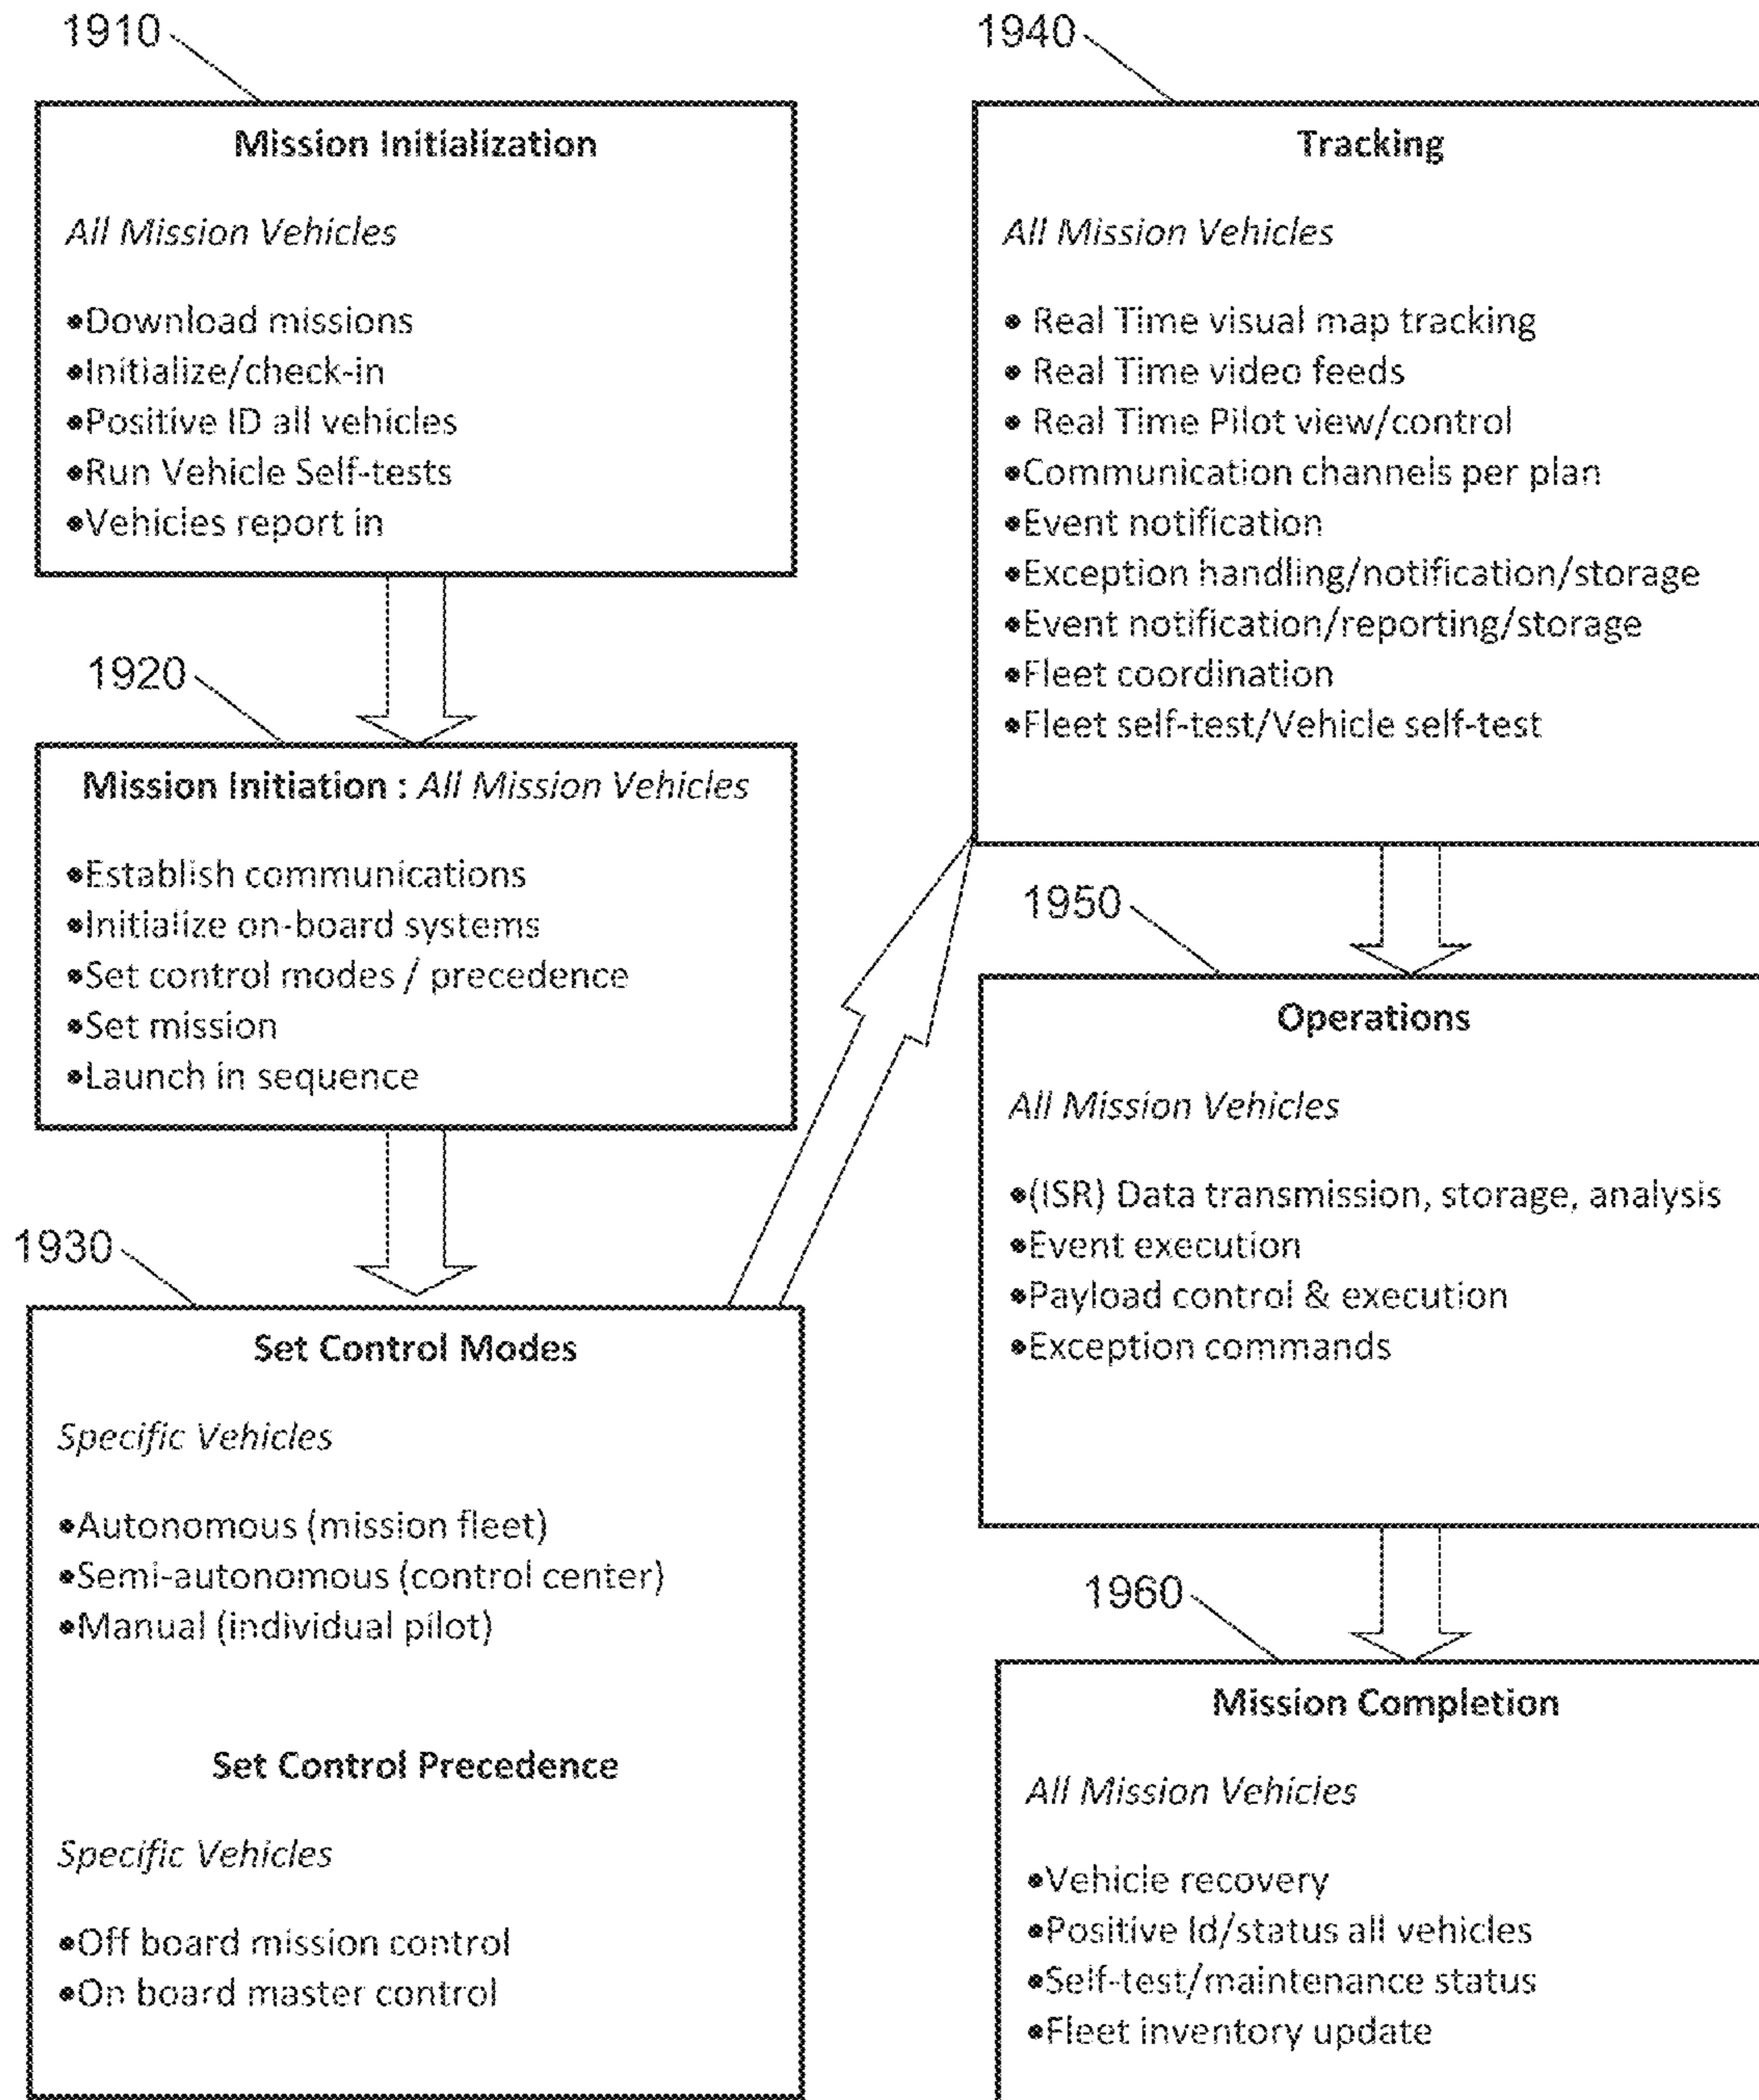 1910
Mission Initialization
All Mission Vehicles
•Download missions
•Initialize/check-in
•Positive ID all vehicles
•Run Vehicle Self-tests
•Vehicles report in
1920
Mission Initiation : All Mission Vehicles
•Establish communications
•Initialize on-board systems
•Set control modes / precedence
•Set mission
•Launch in sequence
1930
Set Control Modes
Specific Vehicles
•Autonomous (mission fleet)
•Semi-autonomous (control center)
•Manual (individual pilot)
Set Control Precedence
Specific Vehicles
•Off board mission control
•On board master control
1940
Tracking
All Mission Vehicles
• Real Time visual map tracking
• Real Time video feeds
• Real Time Pilot view/control
•Communication channels per plan
•Event notification
•Exception handling/notification/storage
•Event notification/reporting/storage
•Fleet coordination
•Fleet self-test/Vehicle self-test
1950
Operations
All Mission Vehicles
•(ISR) Data transmission, storage, analysis
•Event execution
•Payload control & execution
•Exception commands
1960
Mission Completion
All Mission Vehicles
•Vehicle recovery
•Positive Id/status all vehicles
•Self-test/maintenance status
•Fleet inventory update